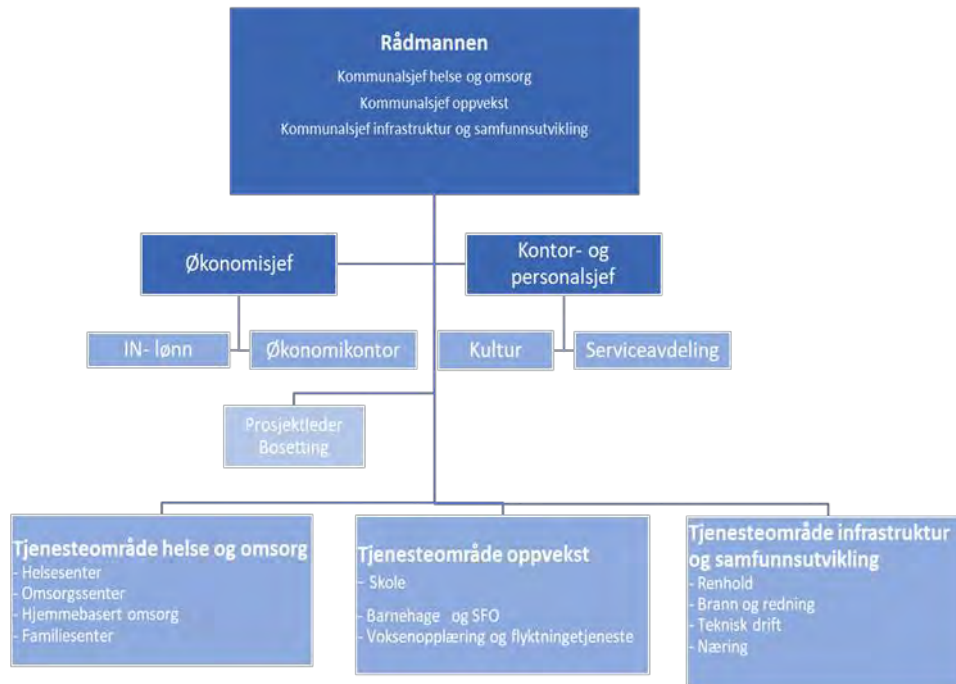 Rådmannen
Kommunalsjef helse og omsorg
Kommunalsjef oppvekst
Kommunalsjef infrastruktur og samfunnsutvikling
Økonomisjef
Kontor- og
personalsjef
IN- lønn
Økonomikontor
Kultur
Serviceavdeling
Prosjektleder
Bosetting
Tjenesteområde helse og omsorg
- Helsesenter
- Omsorgssenter
- Hjemmebasert omsorg
- Familiesenter
Tjenesteområde oppvekst
- Skole
- Barnehage og SFO
- Voksenopplæring og flyktningetjeneste
Tjenesteområde infrastruktur
og samfunnsutvikling
- Renhold
- Brann og redning
- Teknisk drift
- Næring